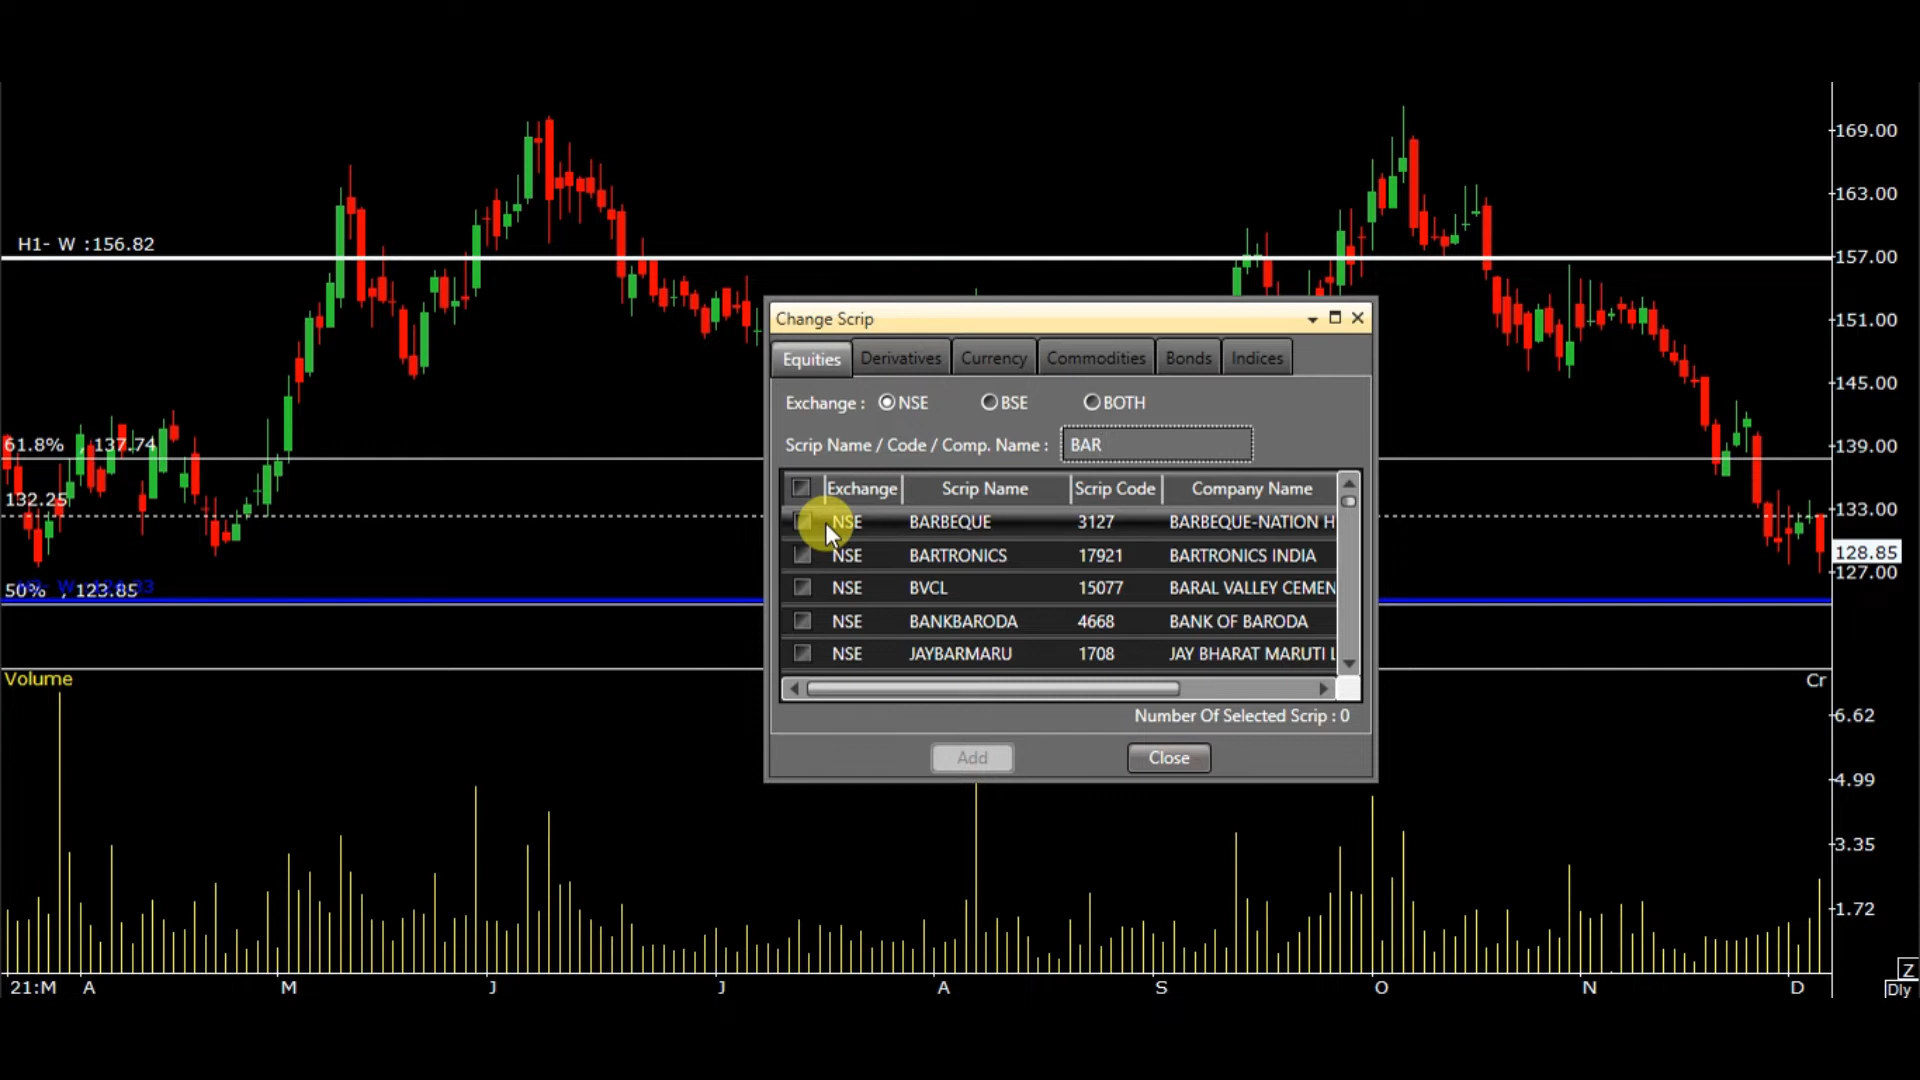 169.00
163.00
H1- W :156.82
157.00
Change Scrip
151.00
Equities Derivatives Currency Commodities Bonds Indices
145.00
Exchange : NSE BSE BOTH
61.8% , 137.74
Scrip Name / Code / Comp. Name : BAR
139.00
Exchange Scrip Name Scrip Code Company Name
132.25
133.00
NSE BARBEQUE 3127 BARBEQUE-NATION H
128.85
NSE BARTRONICS 17921 BARTRONICS INDIA
127.00
50% , 123.85
NSE BVCL 15077 BARAL VALLEY CEMEN
NSE BANKBARODA 4668 BANK OF BARODA
NSE JAYBARMARU 1708 JAY BHARAT MARUTI L
Volume
Cr
Number Of Selected Scrip : 0
6.62
Add Close
4.99
3.35
1.72
21:M A M J J A S O N D
Z
Dly